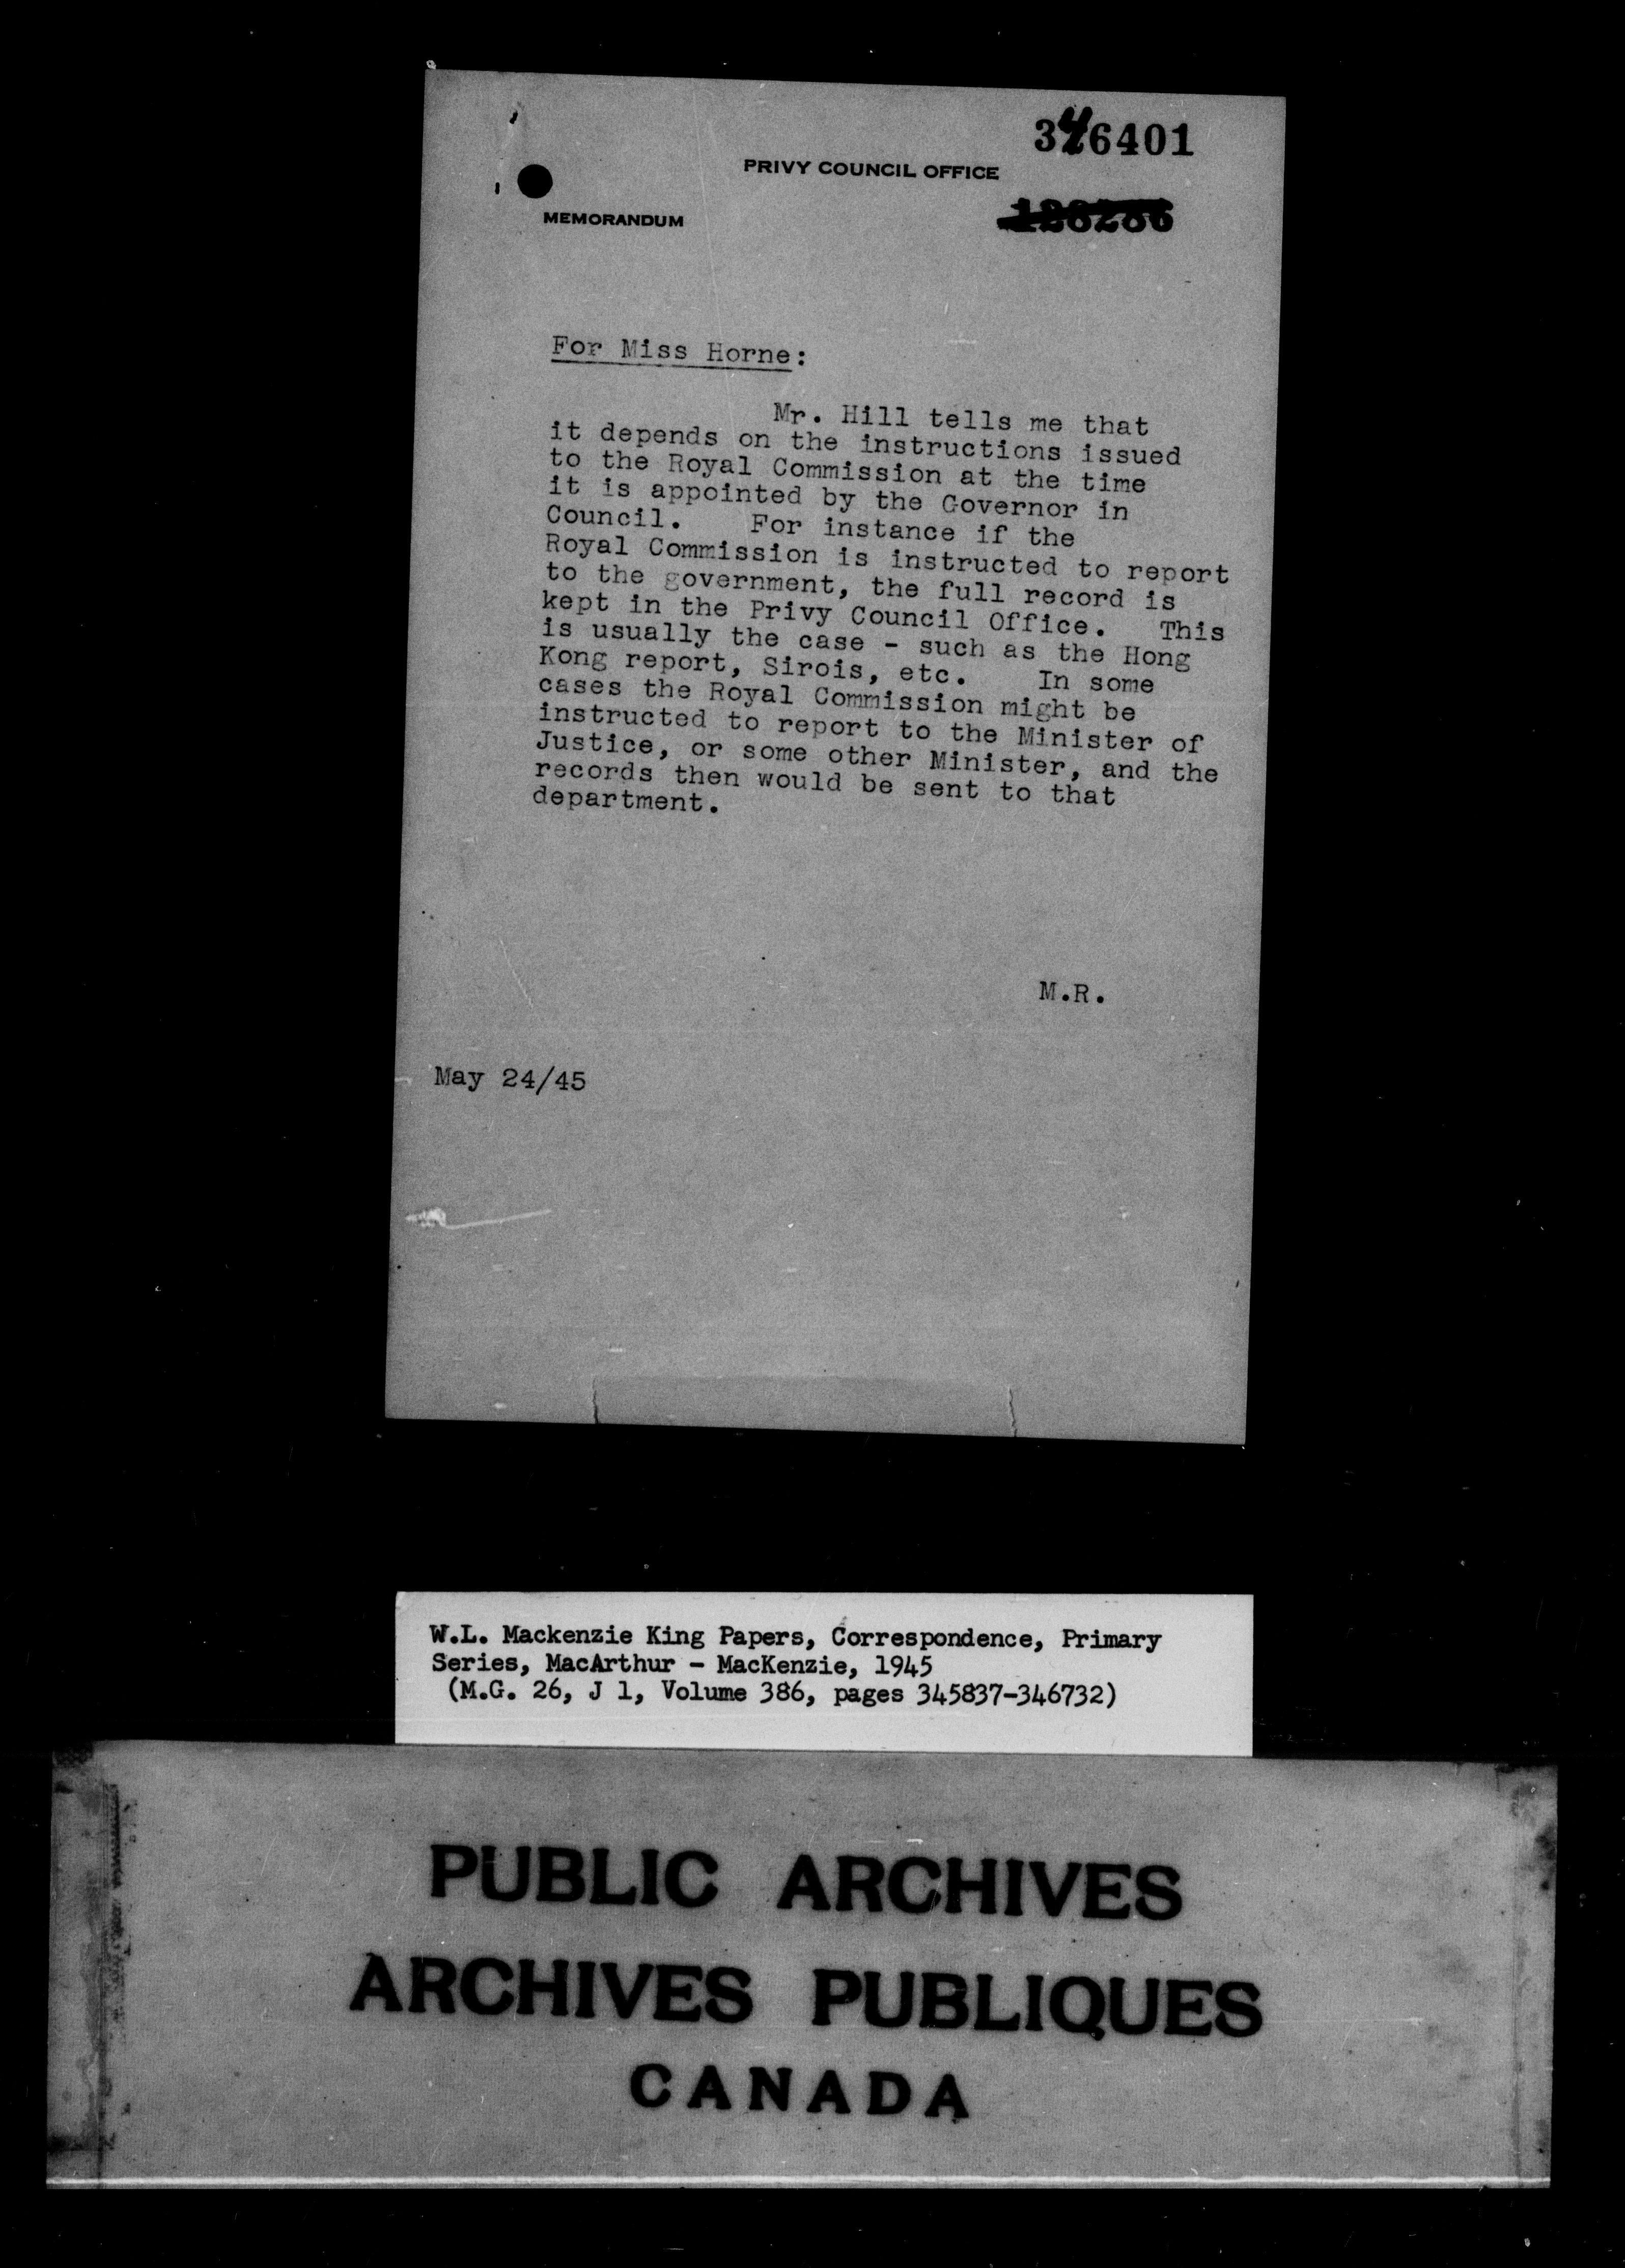 346401
PRIVY COUNCIL OFFICE
MEMORANDUM
For Miss Horne:
Mr. Hill tells me that
it depends on the instructions issued
to the Royal Commission at the time
it is appointed by the Governor in
Council. For instance if the
Royal Commission is instructed to report
to the government, the full record is
kept in the Privy Council Office. This
is usually the case - such as the Hong
Kong report, Sirois, etc. In some
cases the Royal Commission might be
instructed to report to the Minister of
Justice, or some other Minister, and the
records then would be sent to that
department.
M.R.
May 24/45
W.L. Mackenzie King Papers, Correspondence, Primary
Series, MacArthur - MacKenzie, 1945
(M.G. 26, J 1, Volume 386, pages 345837-346732)
PUBLIC ARCHIVES
ARCHIVES PUBLIQUES
CANADA